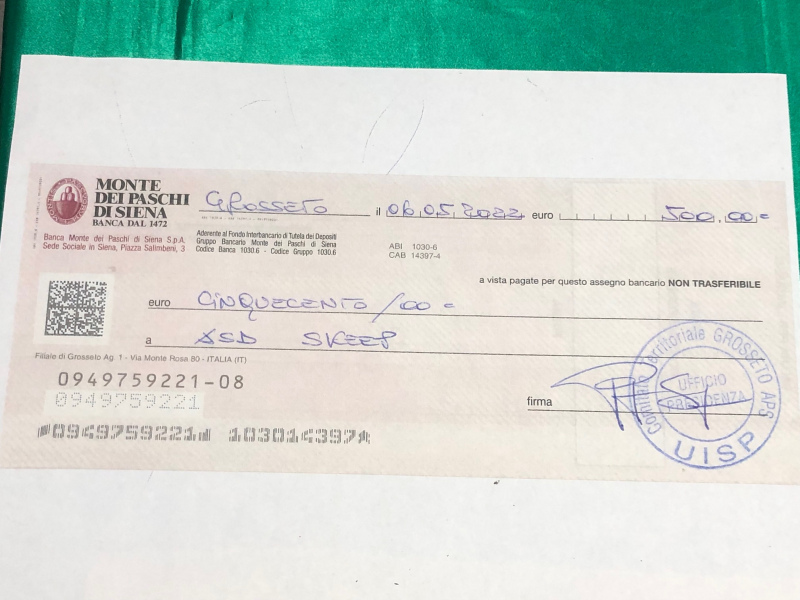 MONTE
DEI PASCHI
DI SIENA
BANCA DAL 1472
GROSSETO il 06.05.2022 euro 500,00=
Banca Monte dei Paschi di Siena S.p.A.
Sede Sociale in Siena, Piazza Salimbeni, 3
Aderente al Fondo Interbancario di Tutela dei Depositi
Gruppo Bancario Monte dei Paschi di Siena
Codice Banca 1030.6 - Codice Gruppo 1030.6
ABI 1030-6
CAB 14397-4
a vista pagate per questo assegno bancario NON TRASFERIBILE
euro CINQUECENTO/00=
a ASD SKEEP
Filiale di Grosseto Ag. 1 - Via Monte Rosa 80 - ITALIA (IT)
0949759221-08
0949759221
0949759221 103014397
firma
Comitato Territoriale GROSSETO APS
UFFICIO
PRESIDENZA
UISP